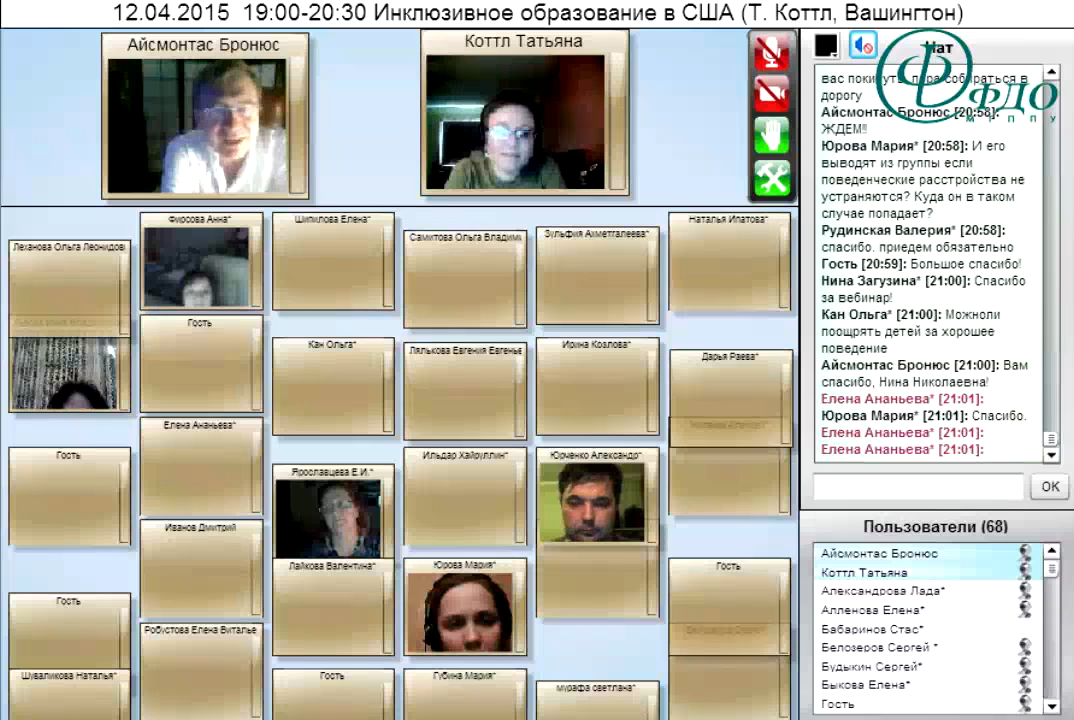 12.04.2015 19:00-20:30 Инклюзивное образование в США (Т. Коттл, Вашингтон)
Айсмонтас Бронюс
Коттл Татьяна
Фирсова Анна*
Шипилова Елена*
Наталья Ипатова*
Леханова Ольга Леонидов
Самитова Ольга Владими
Зульфия Ахметгалеева*
Гость
Кан Ольга*
Лялькова Евгения Евгенье
Ирина Козлова*
Дарья Раева*
Елена Ананьева*
Гость
Ярославцева Е.И.*
Ильдар Хайруллин*
Юрченко Александр*
Иванов Дмитрий
Лайкова Валентина*
Юрова Мария*
Гость
Гость
Робустова Елена Виталье
Шуваликова Наталья*
Гость
Губина Мария*
мурафа светлана*
Чат
ФДО
М Г П П У
вас покинуть, пора собираться в
дорогу
Айсмонтас Бронюс [20:58]:
ЖДЕМ!!
Юрова Мария* [20:58]: И его
выводят из группы если
поведенческие расстройства не
устраняются? Куда он в таком
случае попадает?
Рудинская Валерия* [20:58]:
спасибо. приедем обязательно
Гость [20:59]: Большое спасибо!
Нина Загузина* [21:00]: Спасибо
за вебинар!
Кан Ольга* [21:00]: Можноли
поощрять детей за хорошее
поведение
Айсмонтас Бронюс [21:00]: Вам
спасибо, Нина Николаевна!
Елена Ананьева* [21:01]:
Юрова Мария* [21:01]: Спасибо.
Елена Ананьева* [21:01]:
Елена Ананьева* [21:01]:
OK
Пользователи (68)
Айсмонтас Бронюс
Коттл Татьяна
Александрова Лада*
Алленова Елена*
Бабаринов Стас*
Белозеров Сергей *
Будыкин Сергей*
Быкова Елена*
Гость